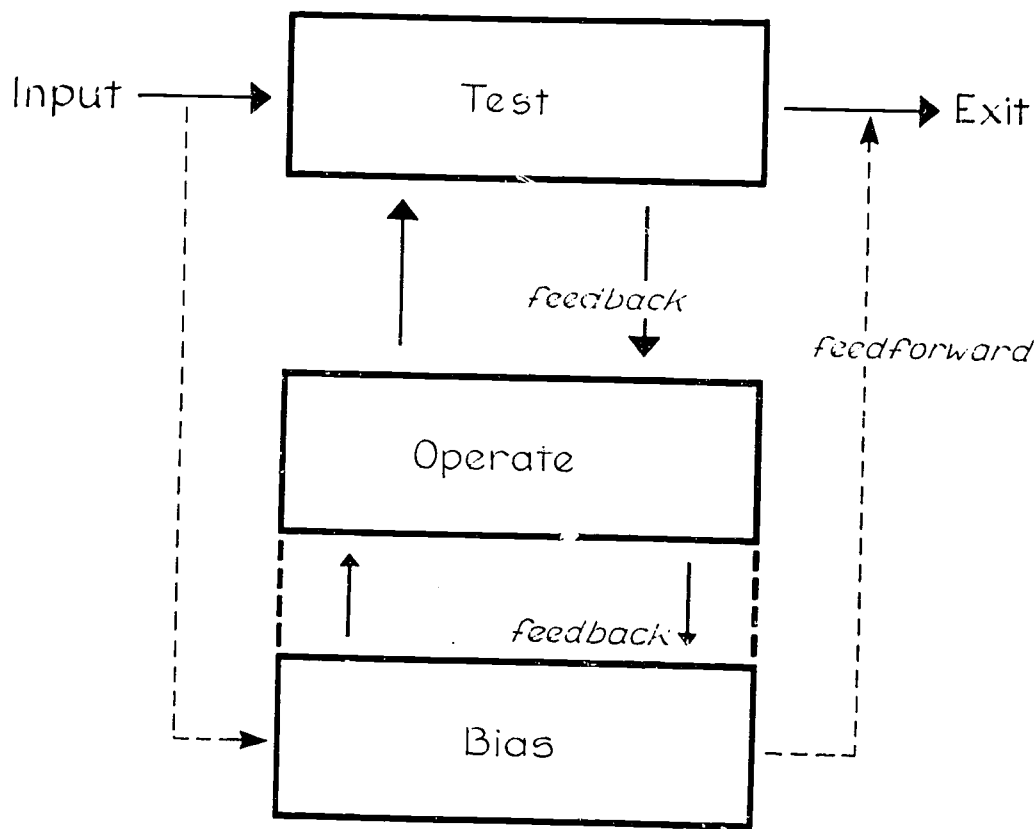 Input
Test
Exit
feedback
feedforward
Operate
feedback
Bias